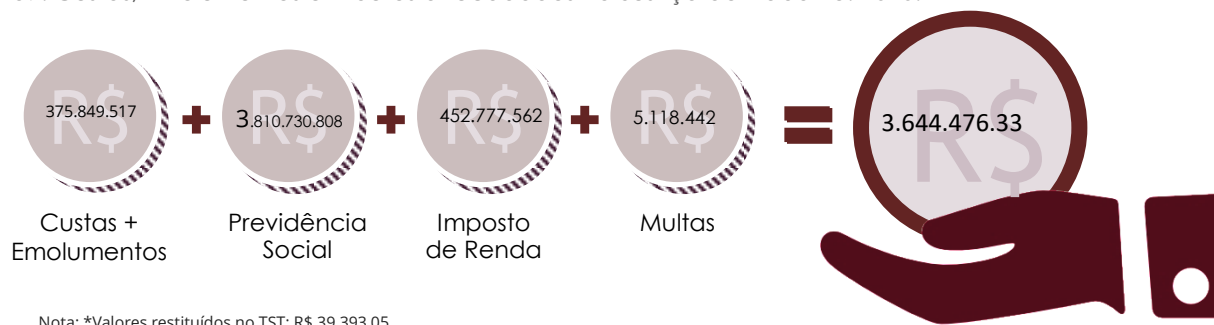 375.849.517
3.810.730.808
452.777.562
5.118.442
3.644.476.33
R$
R$
R$
R$
R$
Custas +
Emolumentos
Previdência
Social
Imposto
de Renda
Multas
Nota: *Valores restituídos no TST: R$ 39.393,05